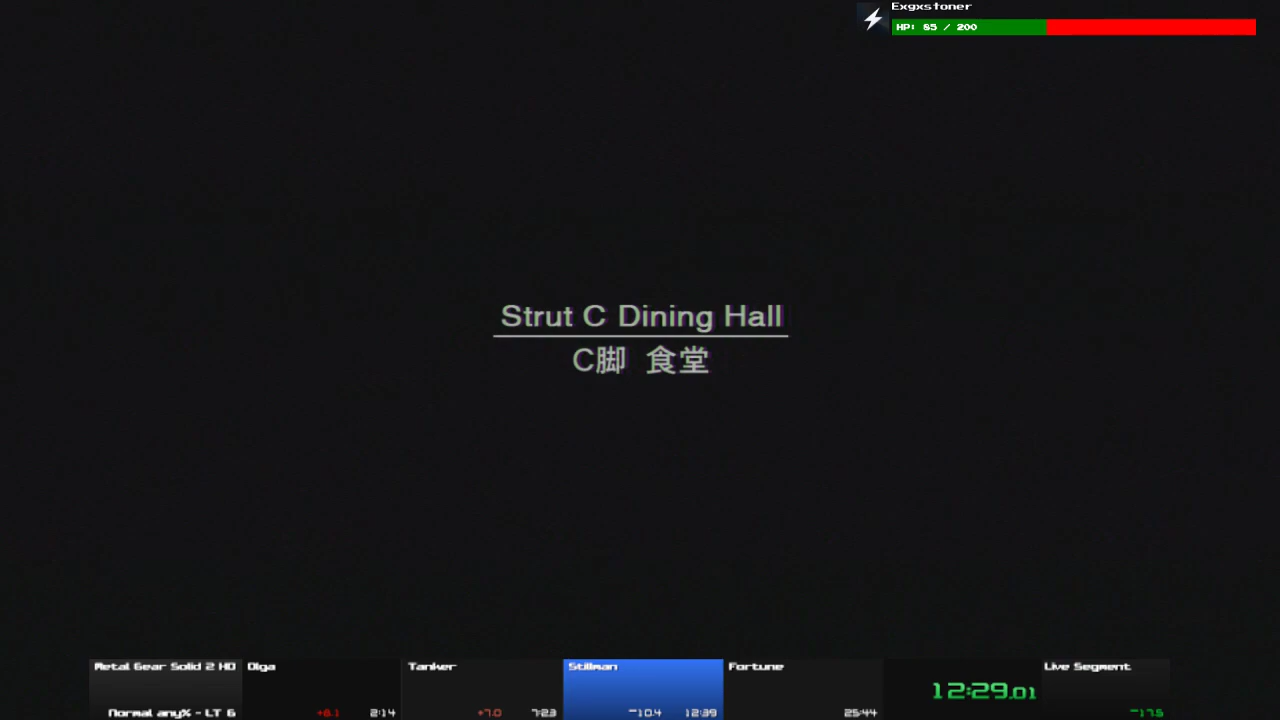 Exgxstoner
HP: 85 / 200
Strut C Dining Hall
C脚 食堂
Metal Gear Solid 2 HD
Normal any% - LT 6
Olga
+8.1 2:14
Tanker
+7.0 7:23
Stillman
−10.4 12:39
Fortune
25:44
12:29.01
Live Segment
−17.5